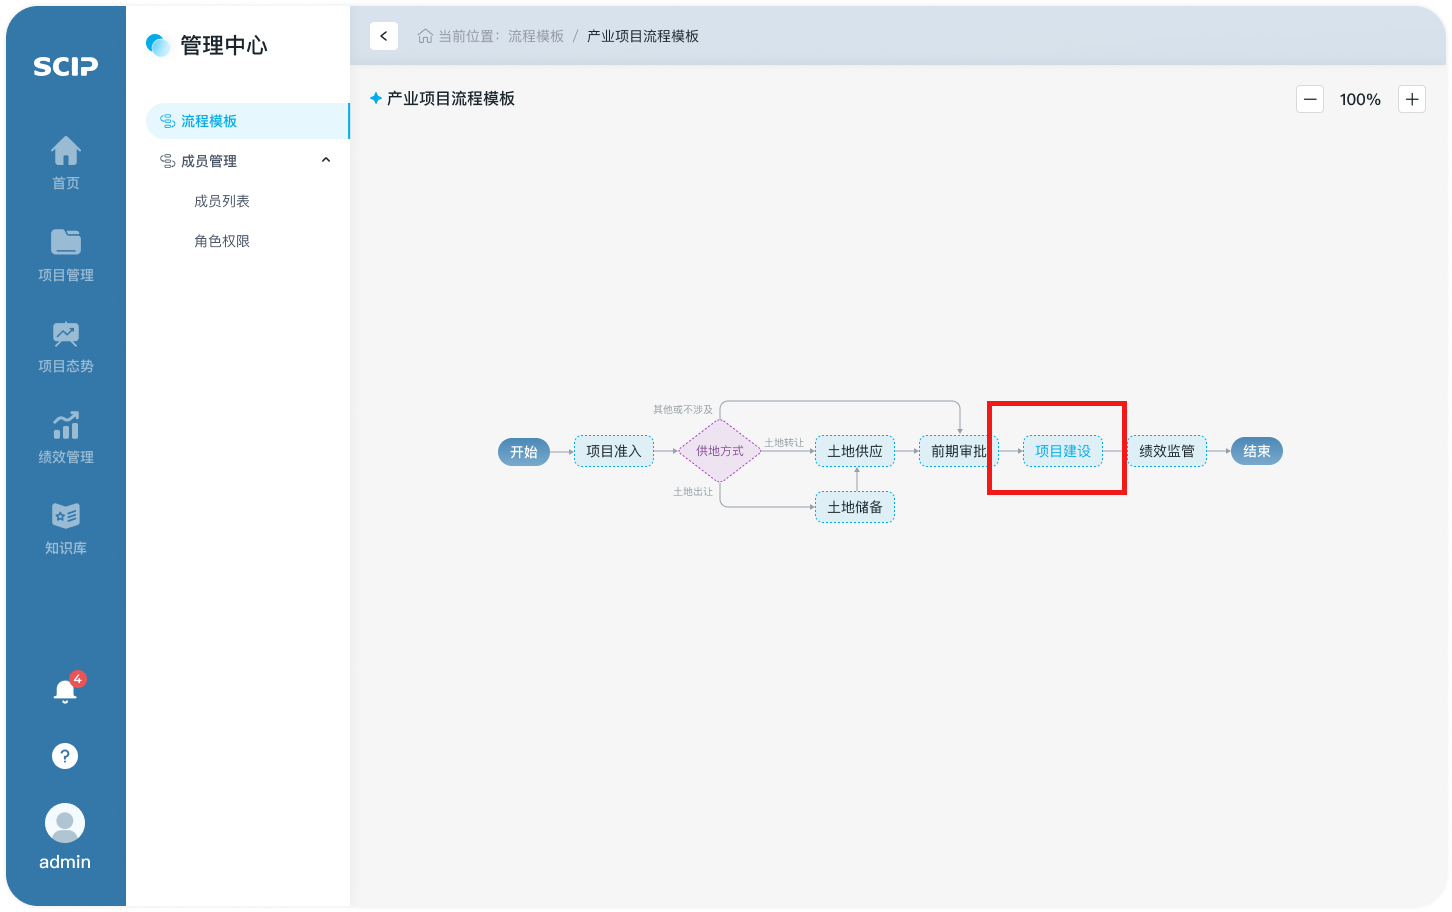 SCIP
首页
项目管理
项目态势
绩效管理
知识库
4
?
admin
管理中心
流程模板
成员管理
成员列表
角色权限
当前位置: 流程模板 / 产业项目流程模板
产业项目流程模板
100%
其他或不涉及
开始
项目准入
供地方式
土地转让
土地供应
前期审批
项目建设
绩效监管
结束
土地出让
土地储备